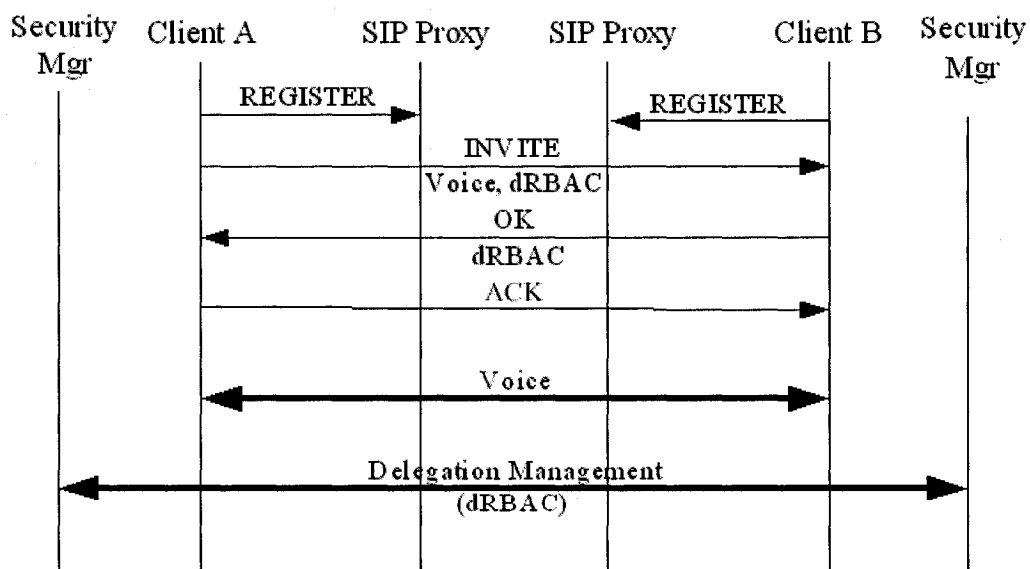 Security
Mgr
Client A
SIP Proxy
SIP Proxy
Client B
Security
Mgr
REGISTER
REGISTER
INVITE
Voice, dRBAC
OK
dRBAC
ACK
Voice
Delegation Management
(dRBAC)